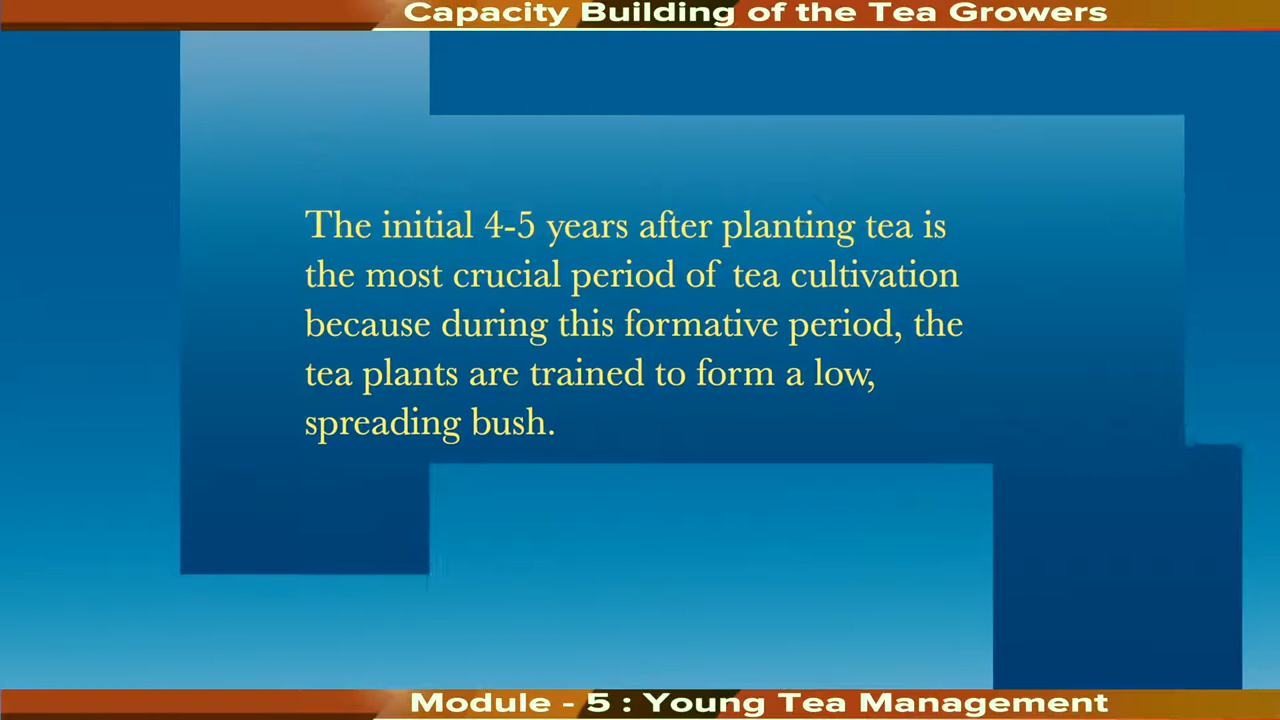 Capacity Building of the Tea Growers
The initial 4-5 years after planting tea is
the most crucial period of tea cultivation
because during this formative period, the
tea plants are trained to form a low,
spreading bush.
Module - 5 : Young Tea Management